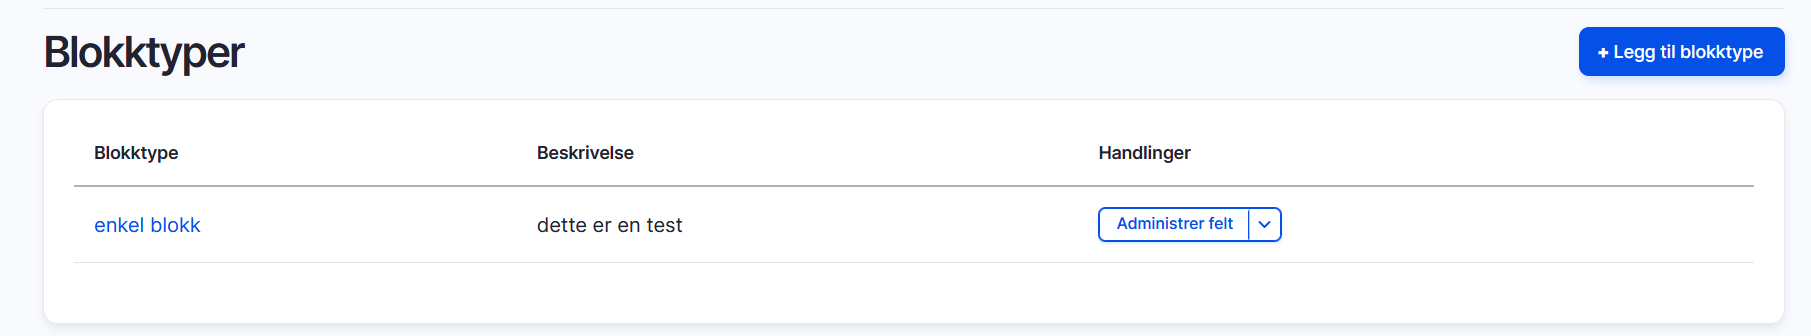 Blokktyper
+ Legg til blokktype
Blokktype Beskrivelse Handlinger
enkel blokk dette er en test Administrer felt